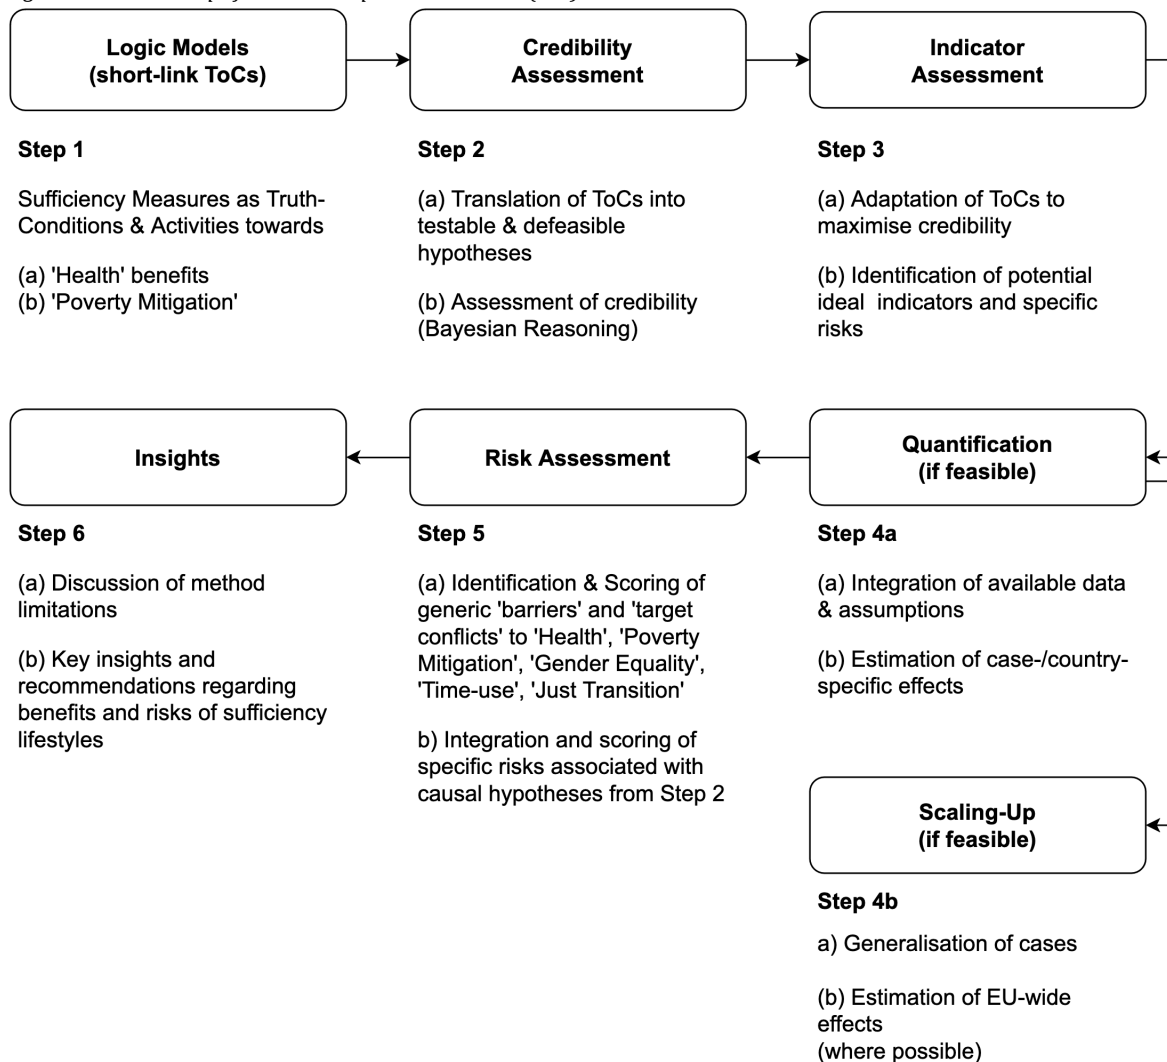 Logic Models
(short-link ToCs)
Credibility
Assessment
Indicator
Assessment
Step 1
Sufficiency Measures as Truth-
Conditions & Activities towards
(a) 'Health' benefits
(b) 'Poverty Mitigation'
Step 2
(a) Translation of ToCs into
testable & defeasible
hypotheses
(b) Assessment of credibility
(Bayesian Reasoning)
Step 3
(a) Adaptation of ToCs to
maximise credibility
(b) Identification of potential
ideal  indicators and specific
risks
Insights
Risk Assessment
Quantification
(if feasible)
Step 6
(a) Discussion of method
limitations
(b) Key insights and
recommendations regarding
benefits and risks of sufficiency
lifestyles
Step 5
(a) Identification & Scoring of
generic 'barriers' and 'target
conflicts' to 'Health', 'Poverty
Mitigation', 'Gender Equality',
'Time-use', 'Just Transition'
b) Integration and scoring of
specific risks associated with
causal hypotheses from Step 2
Step 4a
(a) Integration of available data
& assumptions
(b) Estimation of case-/country-
specific effects
Scaling-Up
(if feasible)
Step 4b
a) Generalisation of cases
(b) Estimation of EU-wide
effects
(where possible)